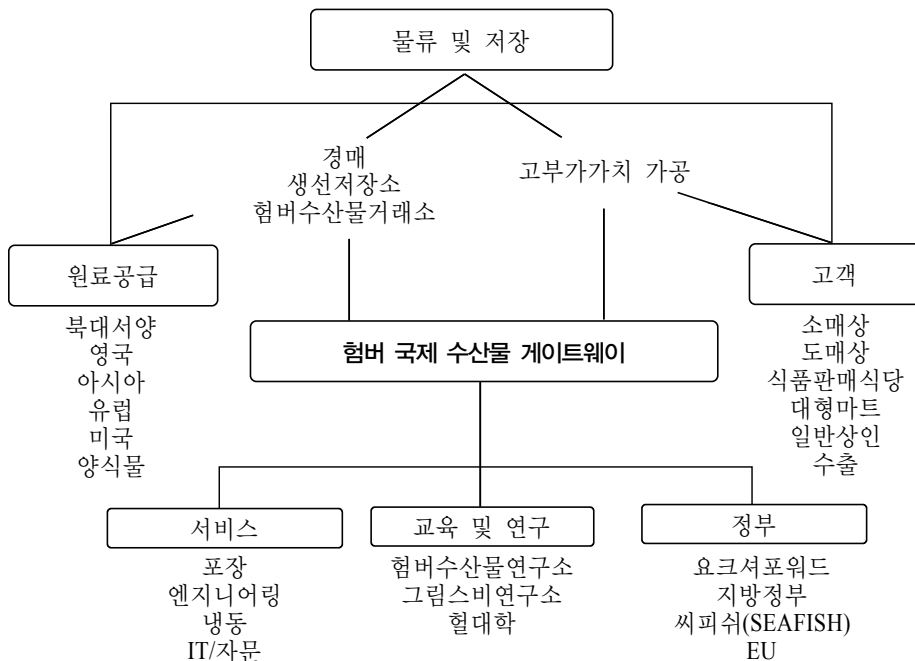 물류 및 저장
경매
생선저장소
험버수산물거래소
고부가가치 가공
원료공급
북대서양
영국
아시아
유럽
미국
양식물
고객
소매상
도매상
식품판매식당
대형마트
일반상인
수출
험버 국제 수산물 게이트웨이
서비스
포장
엔지니어링
냉동
IT/자문
교육 및 연구
험버수산물연구소
그림스비연구소
헐대학
정부
요크셔포워드
지방정부
씨피쉬(SEAFISH)
EU